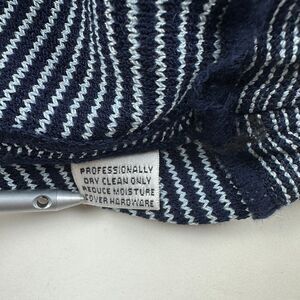 PROFESSIONALLY
DRY CLEAN ONLY
REDUCE MOISTURE
COVER HARDWARE